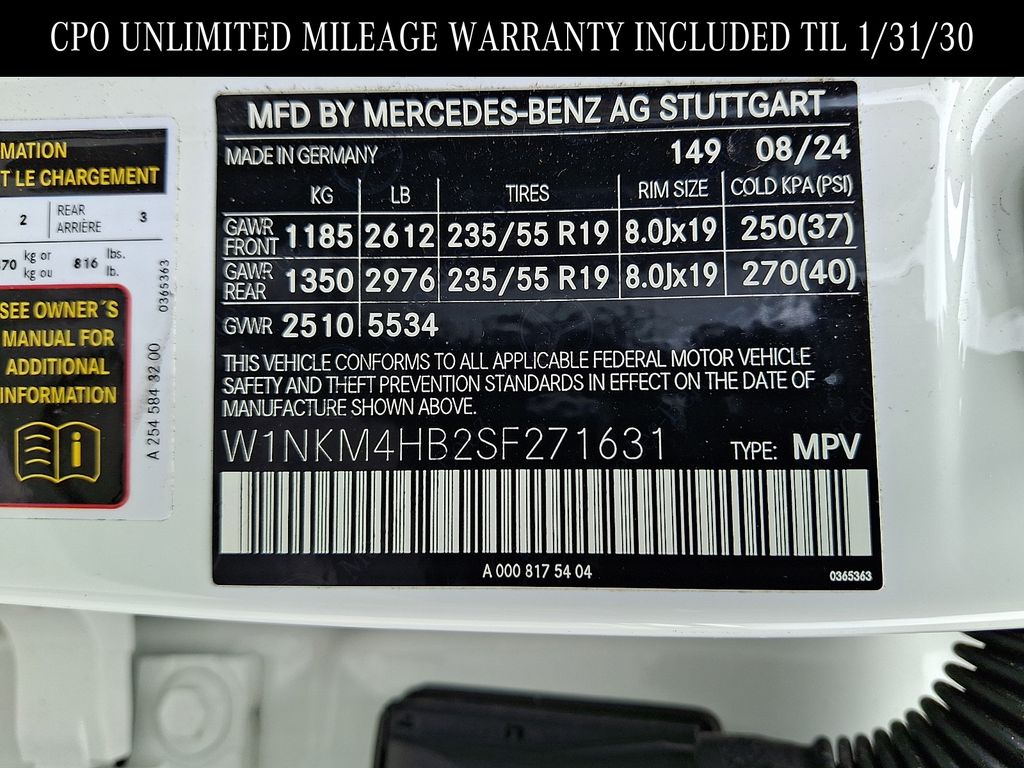 CPO UNLIMITED MILEAGE WARRANTY INCLUDED TIL 1/31/30
MATION
T LE CHARGEMENT
2 REAR ARRIÈRE 3
70 kg or kg ou 816 lbs. lb.
SEE OWNER'S
MANUAL FOR
ADDITIONAL
INFORMATION
i
0365363
A 254 584 32 00
MFD BY MERCEDES-BENZ AG STUTTGART
MADE IN GERMANY 149 08/24
KG LB TIRES RIM SIZE COLD KPA(PSI)
GAWR FRONT 1185 2612 235/55 R19 8.0Jx19 250(37)
GAWR REAR 1350 2976 235/55 R19 8.0Jx19 270(40)
GVWR 2510 5534
THIS VEHICLE CONFORMS TO ALL APPLICABLE FEDERAL MOTOR VEHICLE
SAFETY AND THEFT PREVENTION STANDARDS IN EFFECT ON THE DATE OF
MANUFACTURE SHOWN ABOVE.
W1NKM4HB2SF271631 TYPE: MPV
A 000 817 54 04
0365363